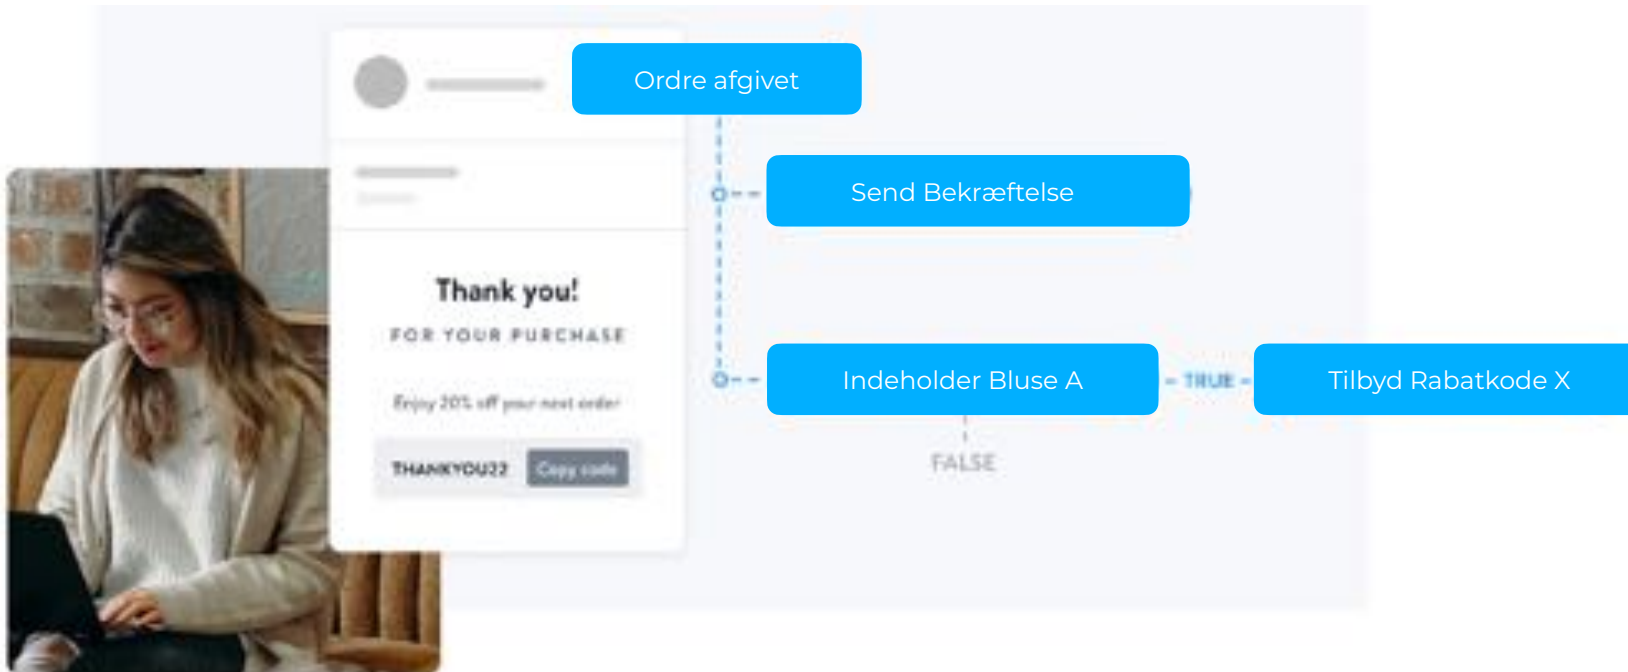 Ordre afgivet
Send Bekræftelse
Thank you!
FOR YOUR PURCHASE
Enjoy 20% off your next order
THANKYOU22 Copy code
Indeholder Bluse A
TRUE
Tilbyd Rabatkode X
FALSE